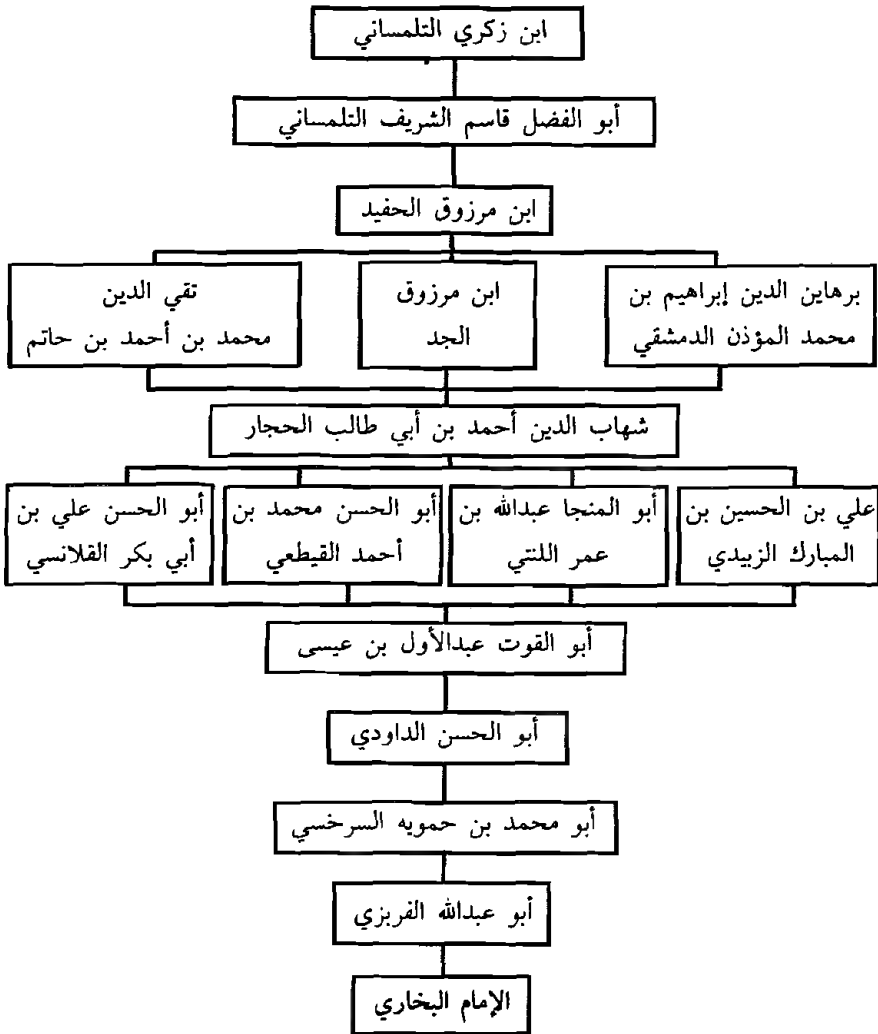 ابن زكري التلمساني
أبو الفضل قاسم الشريف التلمساني
ابن مرزوق الحفيد
برهاين الدين إبراهيم بن
محمد المؤذن الدمشقي
ابن مرزوق
الجد
تقي الدين
محمد بن أحمد بن حاتم
شهاب الدين أحمد بن أبي طالب الحجار
علي بن الحسين بن
المبارك الزبيدي
أبو المنجا عبدالله بن
عمر اللتي
أبو الحسن محمد بن
أحمد القيطعي
أبو الحسن علي بن
أبي بكر القلانسي
أبو القوت عبدالأول بن عيسى
أبو الحسن الداودي
أبو محمد بن حمويه السرخسي
أبو عبدالله الفربزي
الإمام البخاري